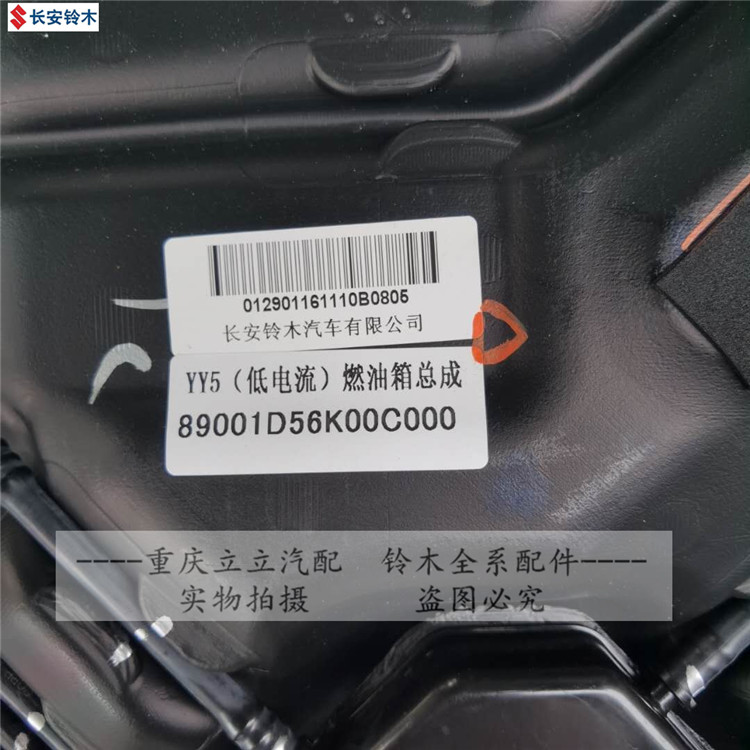 长安铃木
012901161110B0805
长安铃木汽车有限公司
YY5（低电流）燃油箱总成
89001D56K00C000
----重庆立立汽配 铃木全系配件----
实物拍摄 盗图必究